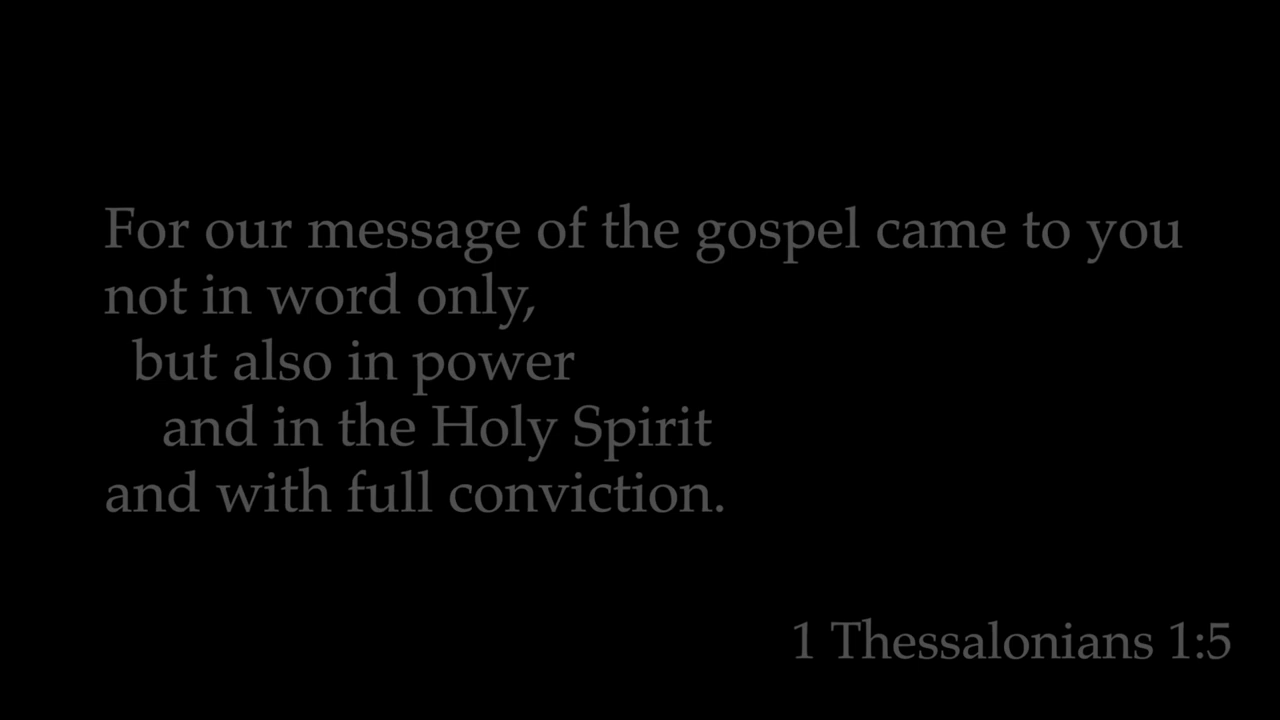 For our message of the gospel came to you
not in word only,
but also in power
and in the Holy Spirit
and with full conviction.
1 Thessalonians 1:5